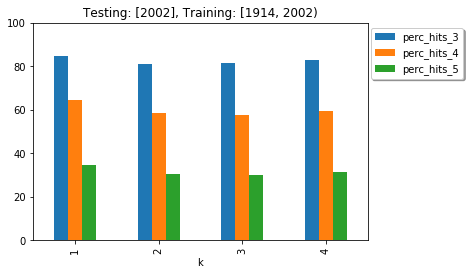 Testing: [2002], Training: [1914, 2002)
100
80
60
40
20
0
1
2
3
4
k
perc_hits_3
perc_hits_4
perc_hits_5